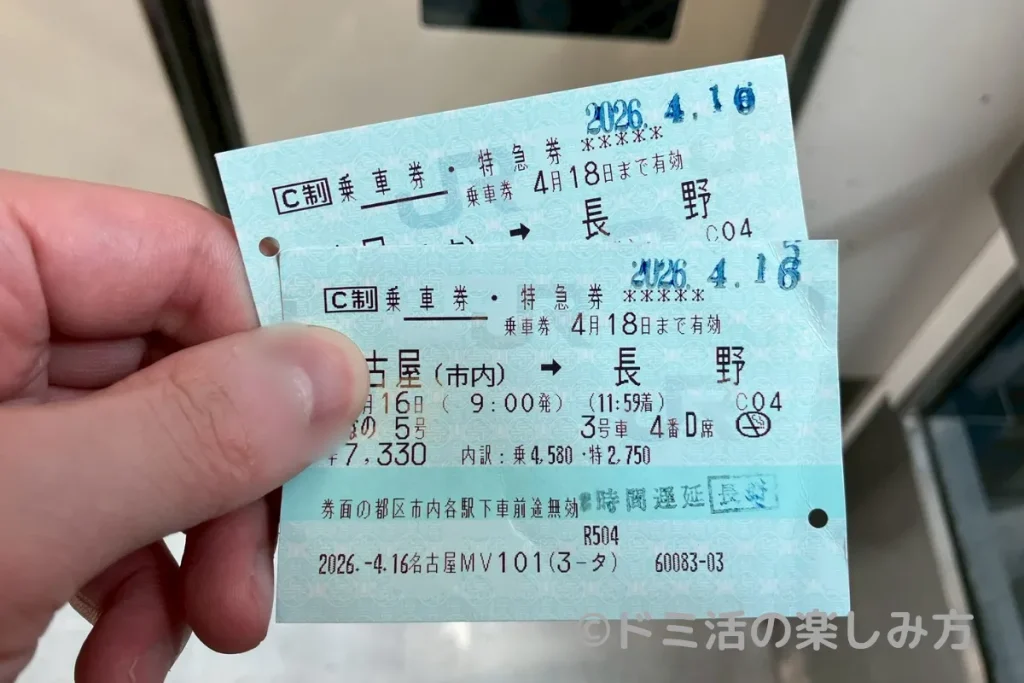 2026.4.16
C制 乗車券・特急券 *****
乗車券 4月18日まで有効
➡ 長野
C04
2026.4.16
C制 乗車券・特急券 *****
乗車券 4月18日まで有効
古屋(市内) ➡ 長野
月16日 ( 9:00発) (11:59着) C04
の 5号 3号車 4番D席
¥7,330 内訳:乗4,580・特2,750
券面の都区市内各駅下車前途無効
時間遅延 長野
R504
2026.-4.16名古屋MV101(3-タ) 60083-03
©ドミ活の楽しみ方